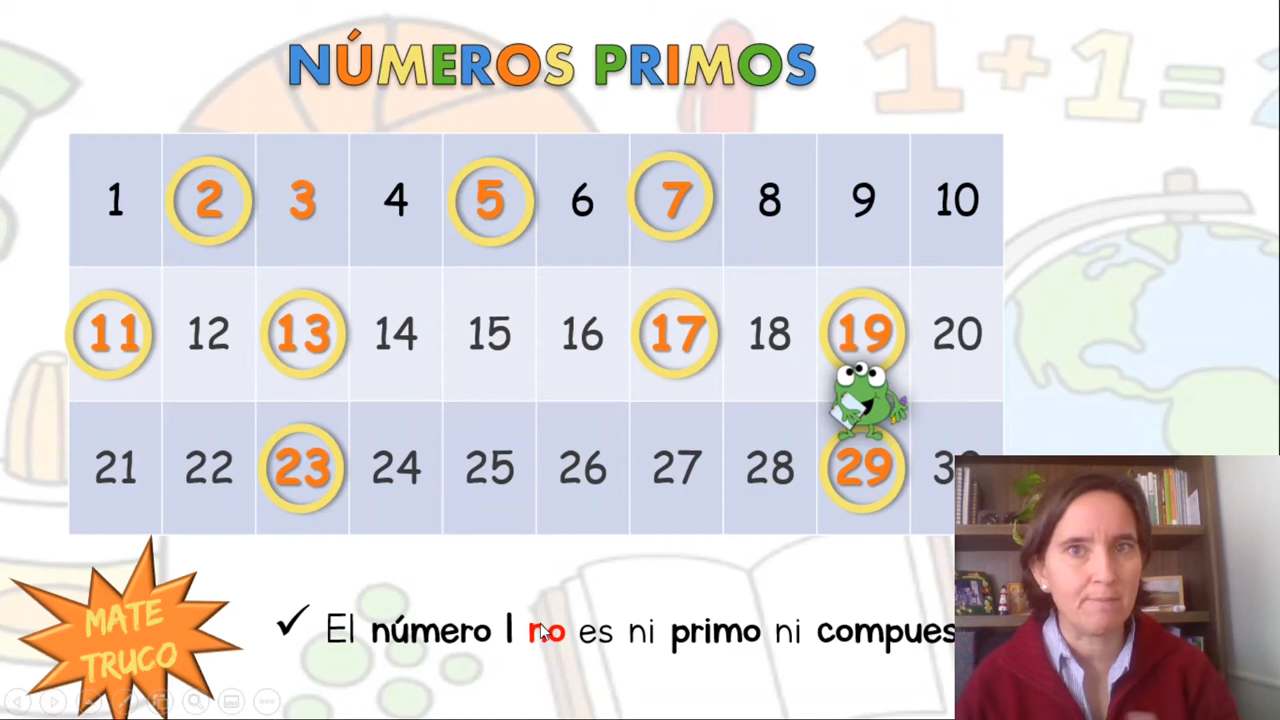 NÚMEROS PRIMOS
1+1=
1 2 3 4 5 6 7 8 9 10
11 12 13 14 15 16 17 18 19 20
21 22 23 24 25 26 27 28 29
MATE
TRUCO
✓ El número 1 no es ni primo ni